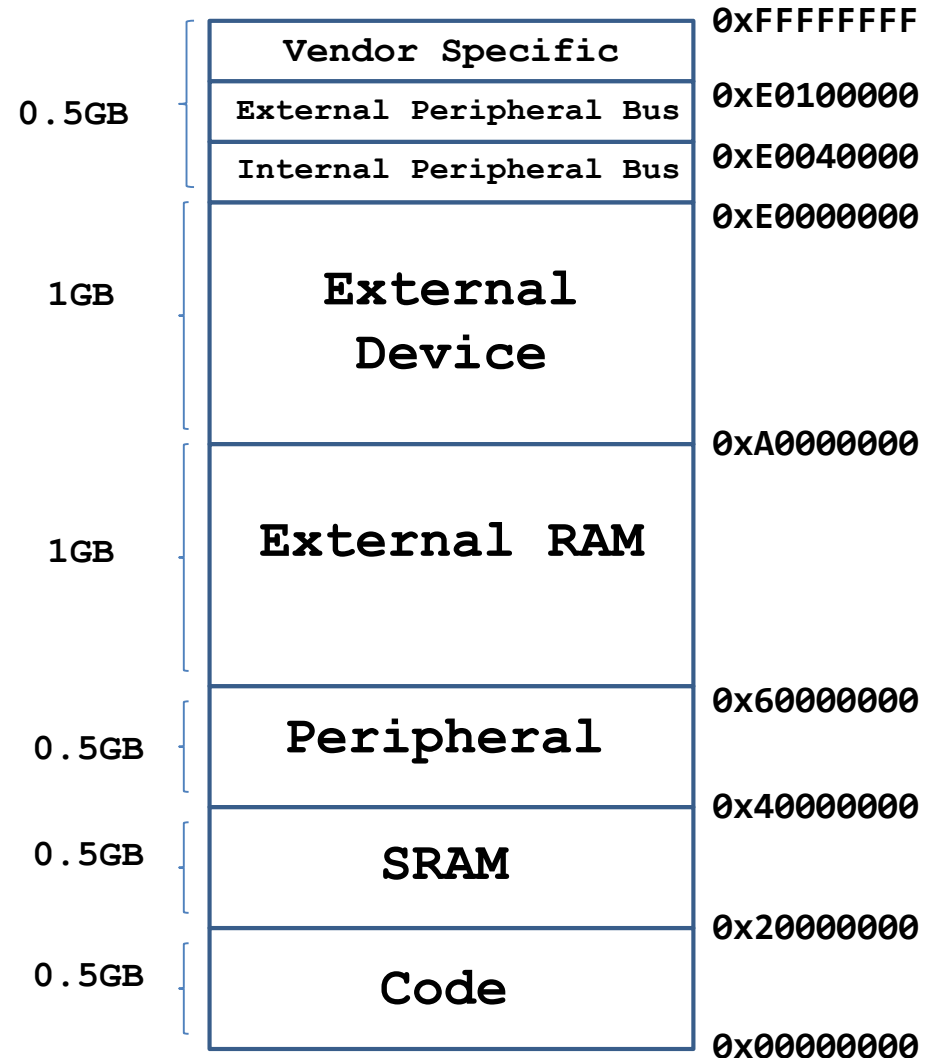 0xFFFFFFFF
Vendor Specific
0xE0100000
0.5GB
External Peripheral Bus
0xE0040000
Internal Peripheral Bus
0xE0000000
1GB
External
Device
0xA0000000
1GB
External RAM
0x60000000
0.5GB
Peripheral
0x40000000
0.5GB
SRAM
0x20000000
0.5GB
Code
0x00000000